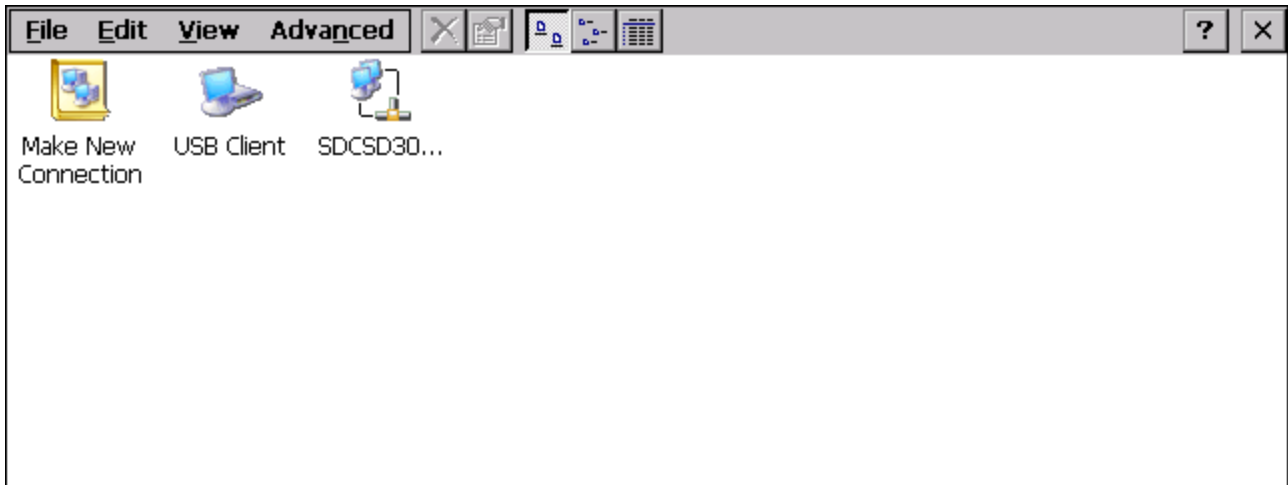 File Edit View Advanced ?
Make New Connection
USB Client
SDCSD30...